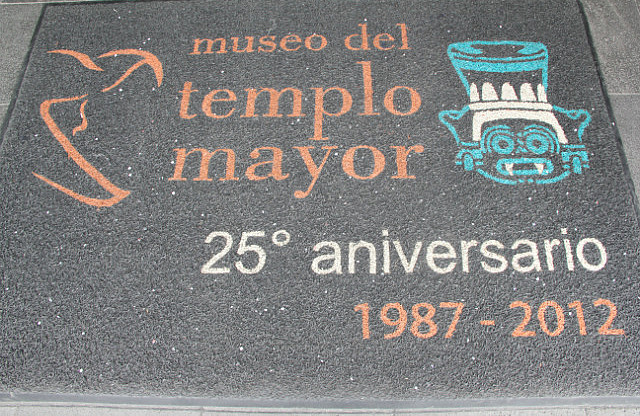 museo del
templo
mayor
25° aniversario
1987 - 2012